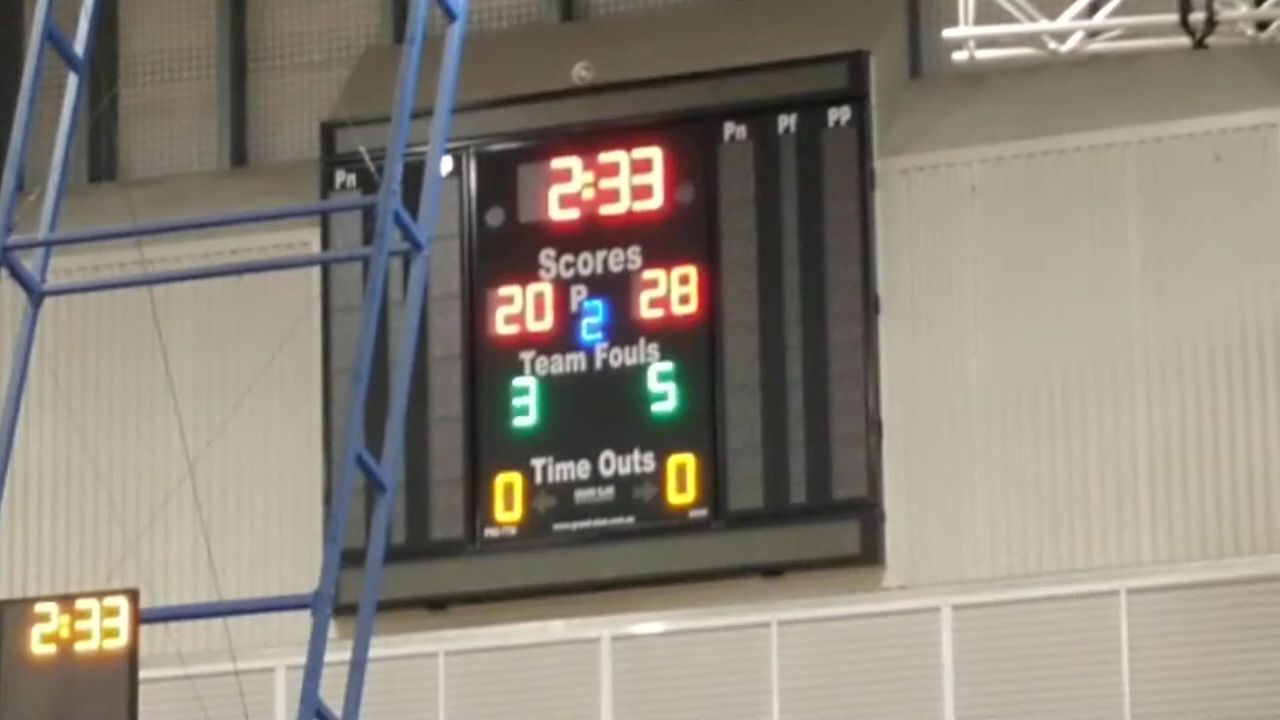 Pn Pf PP
Pn P
2:33
Scores
20 P 28
2
Team Fouls
3 5
Time Outs
0 0
2:33